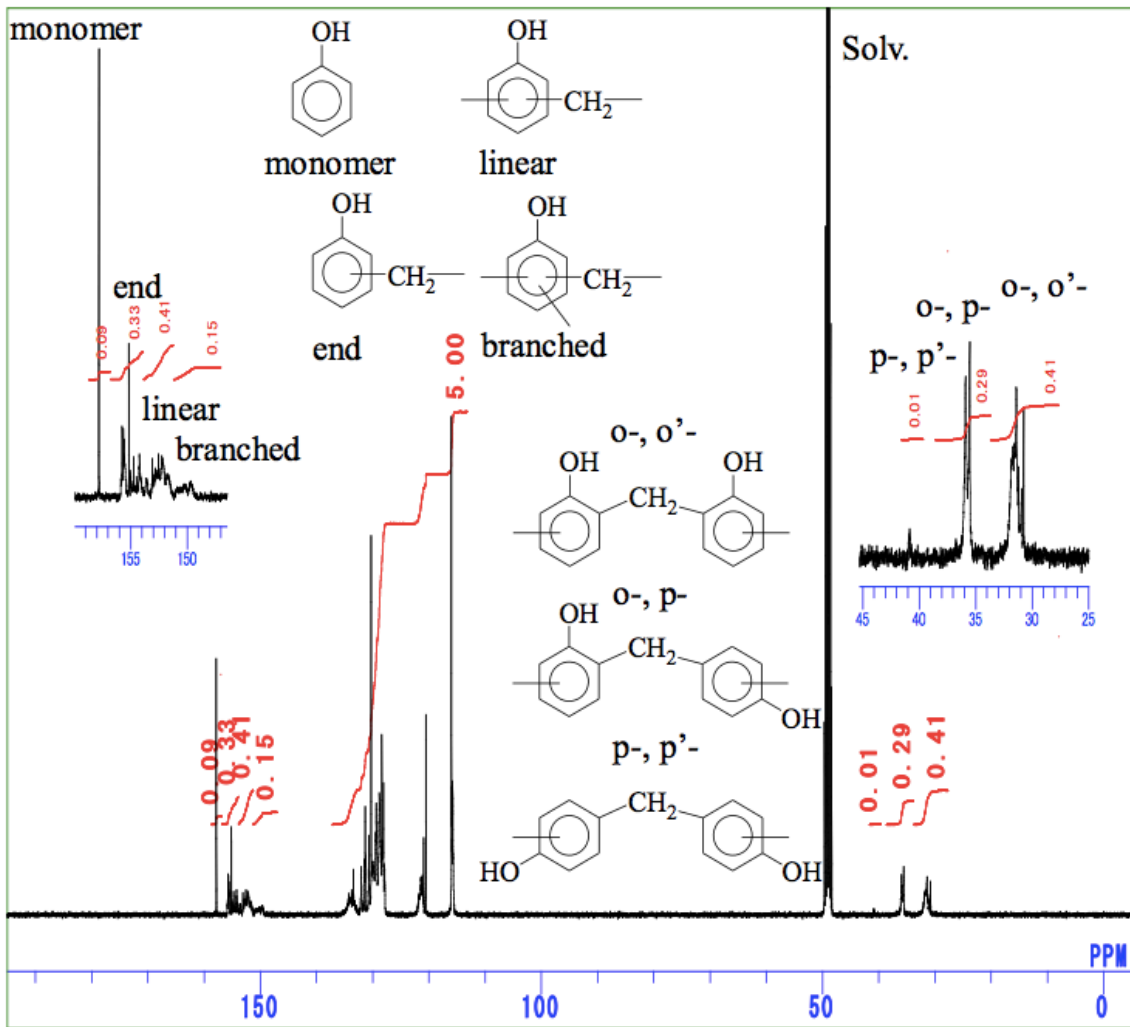 monomer
OH
OH
Solv.
CH2
monomer
linear
OH
OH
CH2
CH2
end
branched
end
0.09
0.33
0.41
0.15
linear
branched
155
150
5.00
o-, o'-
o-, p-
p-, p'-
0.01
0.29
0.41
45
40
35
30
25
o-, o'-
OH
OH
CH2
o-, p-
OH
CH2
OH
p-, p'-
CH2
HO
OH
0.09
0.33
0.41
0.15
0.01
0.29
0.41
PPM
150
100
50
0